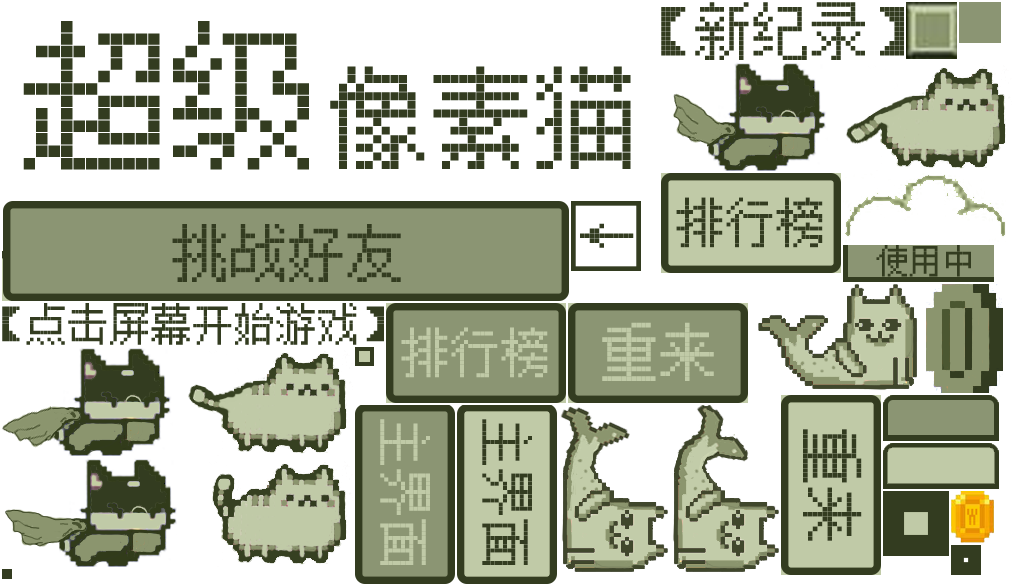 超级像素猫
【新纪录】
排行榜
挑战好友
使用中
【点击屏幕开始游戏】
排行榜
重来
主界面
主界面
重来